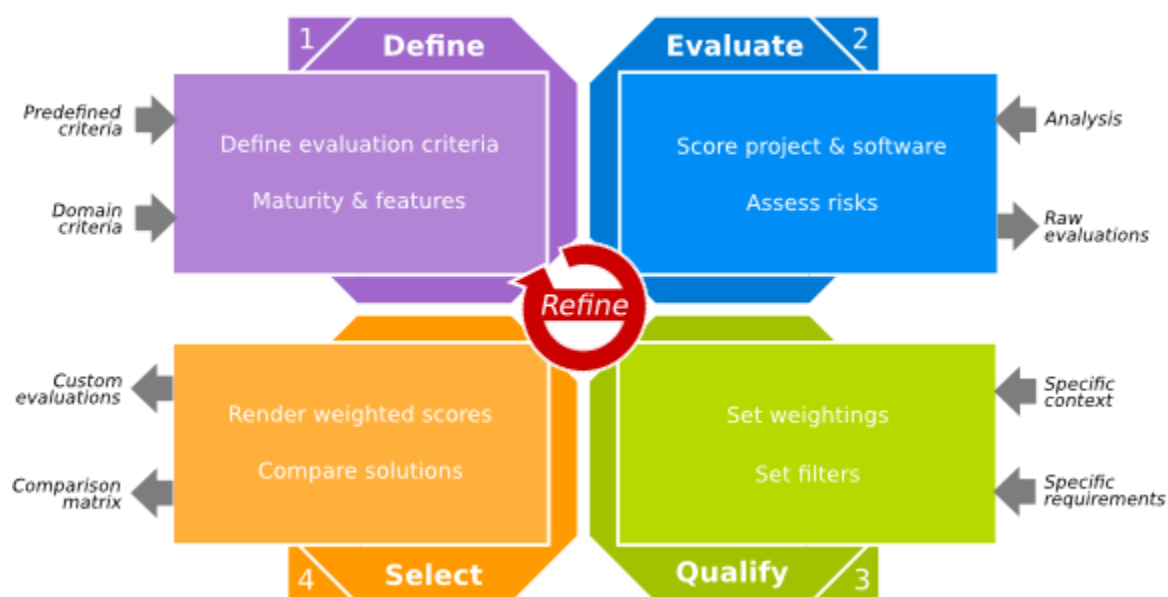 1
Define
Predefined
criteria
Domain
criteria
Define evaluation criteria
Maturity & features
Evaluate
2
Score project & software
Assess risks
Analysis
Raw
evaluations
Refine
Custom
evaluations
Comparison
matrix
Render weighted scores
Compare solutions
4
Select
Set weightings
Set filters
Specific
context
Specific
requirements
Qualify
3